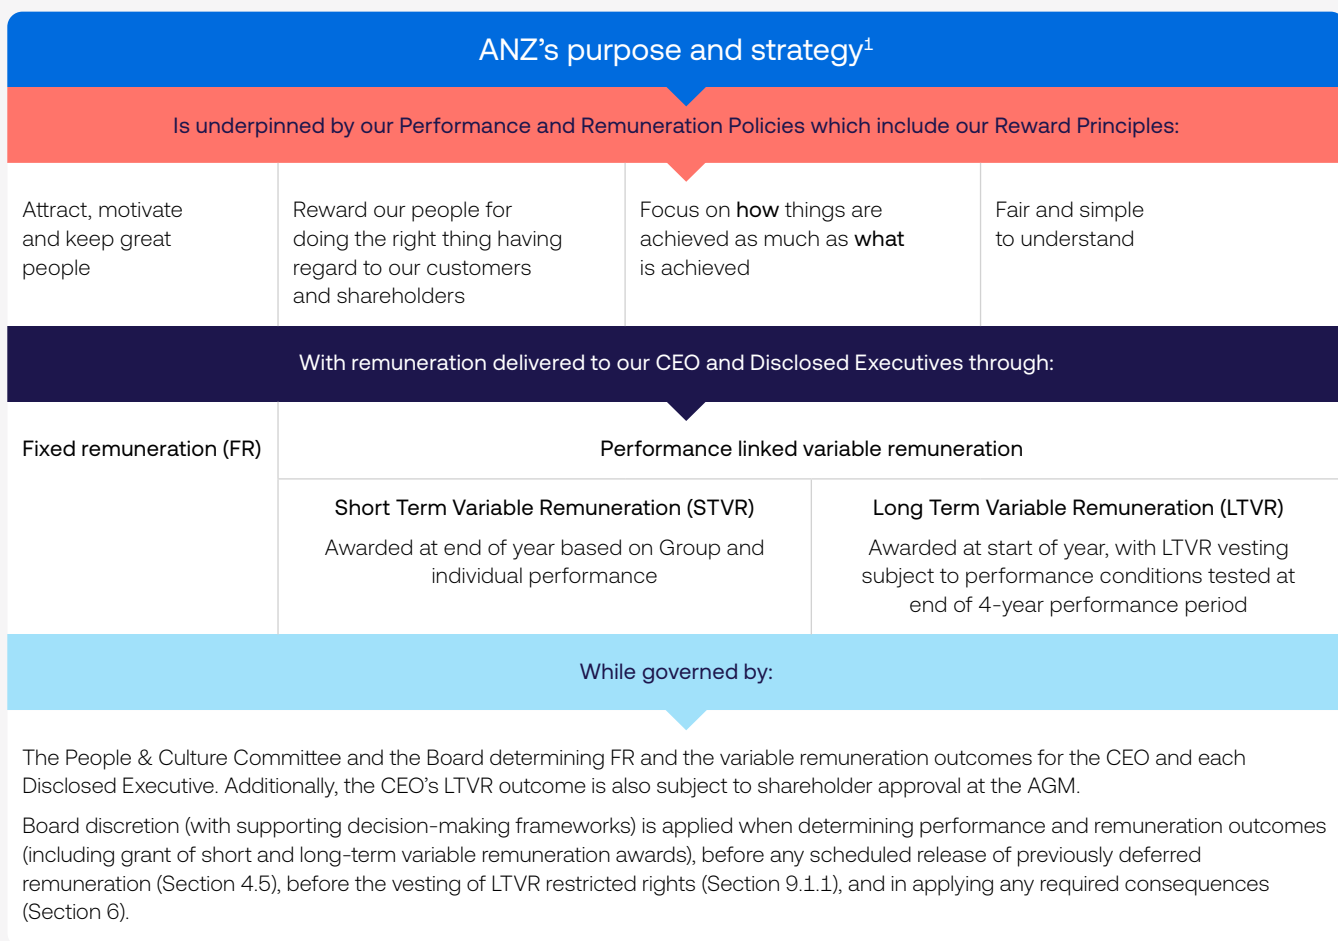 ANZ’s purpose and strategy¹
Is underpinned by our Performance and Remuneration Policies which include our Reward Principles:
Attract, motivate
and keep great
people
Reward our people for
doing the right thing having
regard to our customers
and shareholders
Focus on how things are
achieved as much as what
is achieved
Fair and simple
to understand
With remuneration delivered to our CEO and Disclosed Executives through:
Fixed remuneration (FR)
Performance linked variable remuneration
Short Term Variable Remuneration (STVR)
Awarded at end of year based on Group and
individual performance
Long Term Variable Remuneration (LTVR)
Awarded at start of year, with LTVR vesting
subject to performance conditions tested at
end of 4-year performance period
While governed by:
The People & Culture Committee and the Board determining FR and the variable remuneration outcomes for the CEO and each
Disclosed Executive. Additionally, the CEO’s LTVR outcome is also subject to shareholder approval at the AGM.
Board discretion (with supporting decision-making frameworks) is applied when determining performance and remuneration outcomes
(including grant of short and long-term variable remuneration awards), before any scheduled release of previously deferred
remuneration (Section 4.5), before the vesting of LTVR restricted rights (Section 9.1.1), and in applying any required consequences
(Section 6).